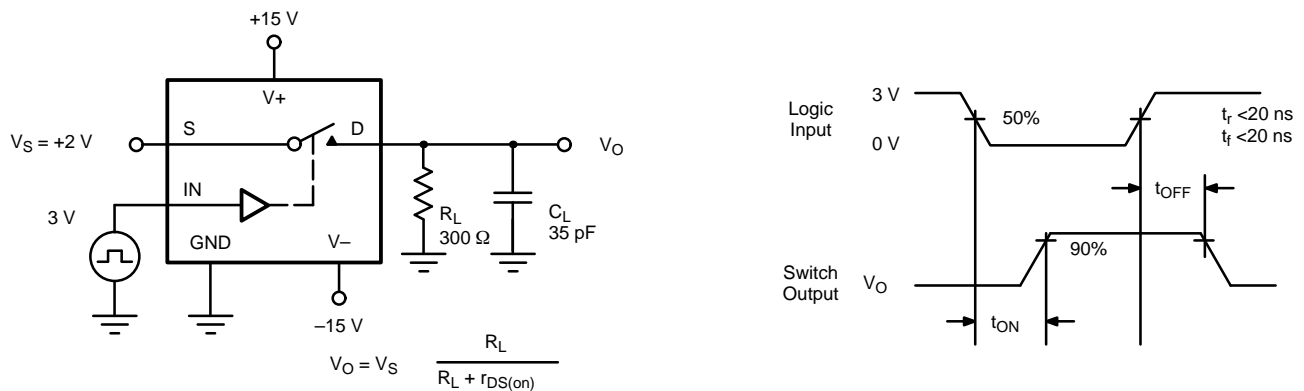 +15 V
V+
S
D
V_S = +2 V
V_O
IN
3 V
R_L
300 Ω
C_L
35 pF
GND
V–
–15 V
V_O = V_S R_L / R_L + r_DS(on)
Logic
Input
3 V
0 V
50%
t_r <20 ns
t_f <20 ns
t_OFF
Switch
Output
V_O
90%
t_ON